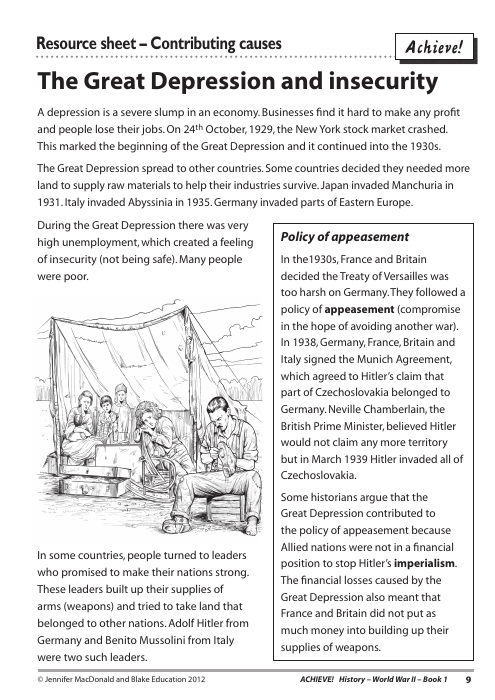 Resource sheet – Contributing causes
Achieve!
The Great Depression and insecurity
A depression is a severe slump in an economy. Businesses find it hard to make any profit
and people lose their jobs. On 24th October, 1929, the New York stock market crashed.
This marked the beginning of the Great Depression and it continued into the 1930s.
The Great Depression spread to other countries. Some countries decided they needed more
land to supply raw materials to help their industries survive. Japan invaded Manchuria in
1931. Italy invaded Abyssinia in 1935. Germany invaded parts of Eastern Europe.
During the Great Depression there was very
high unemployment, which created a feeling
of insecurity (not being safe). Many people
were poor.
In some countries, people turned to leaders
who promised to make their nations strong.
These leaders built up their supplies of
arms (weapons) and tried to take land that
belonged to other nations. Adolf Hitler from
Germany and Benito Mussolini from Italy
were two such leaders.
Policy of appeasement
In the1930s, France and Britain
decided the Treaty of Versailles was
too harsh on Germany. They followed a
policy of appeasement (compromise
in the hope of avoiding another war).
In 1938, Germany, France, Britain and
Italy signed the Munich Agreement,
which agreed to Hitler's claim that
part of Czechoslovakia belonged to
Germany. Neville Chamberlain, the
British Prime Minister, believed Hitler
would not claim any more territory
but in March 1939 Hitler invaded all of
Czechoslovakia.
Some historians argue that the
Great Depression contributed to
the policy of appeasement because
Allied nations were not in a financial
position to stop Hitler's imperialism.
The financial losses caused by the
Great Depression also meant that
France and Britain did not put as
much money into building up their
supplies of weapons.
© Jennifer MacDonald and Blake Education 2012
ACHIEVE! History – World War II – Book 1 9